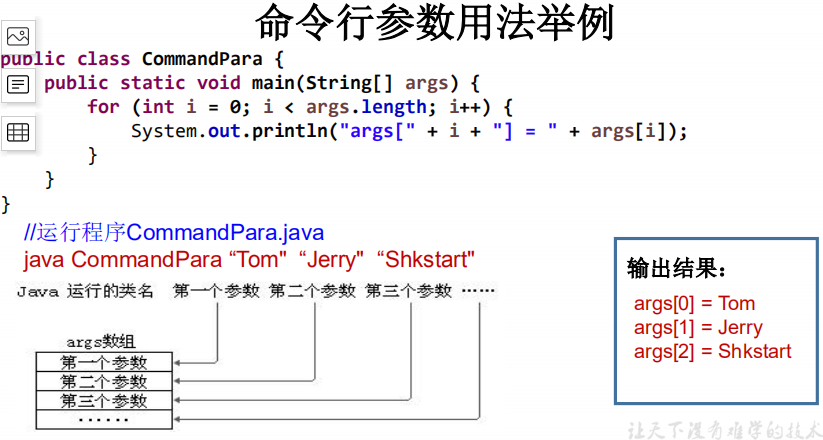 命令行参数用法举例
public class CommandPara {
public static void main(String[] args) {
for (int i = 0; i < args.length; i++) {
System.out.println("args[" + i + "] = " + args[i]);
}
}
}
//运行程序CommandPara.java
java CommandPara “Tom" “Jerry" “Shkstart"
Java 运行的类名 第一个参数 第二个参数 第三个参数 ······
args数组
第一个参数
第二个参数
第三个参数
······
输出结果：
args[0] = Tom
args[1] = Jerry
args[2] = Shkstart
让天下没有难学的技术